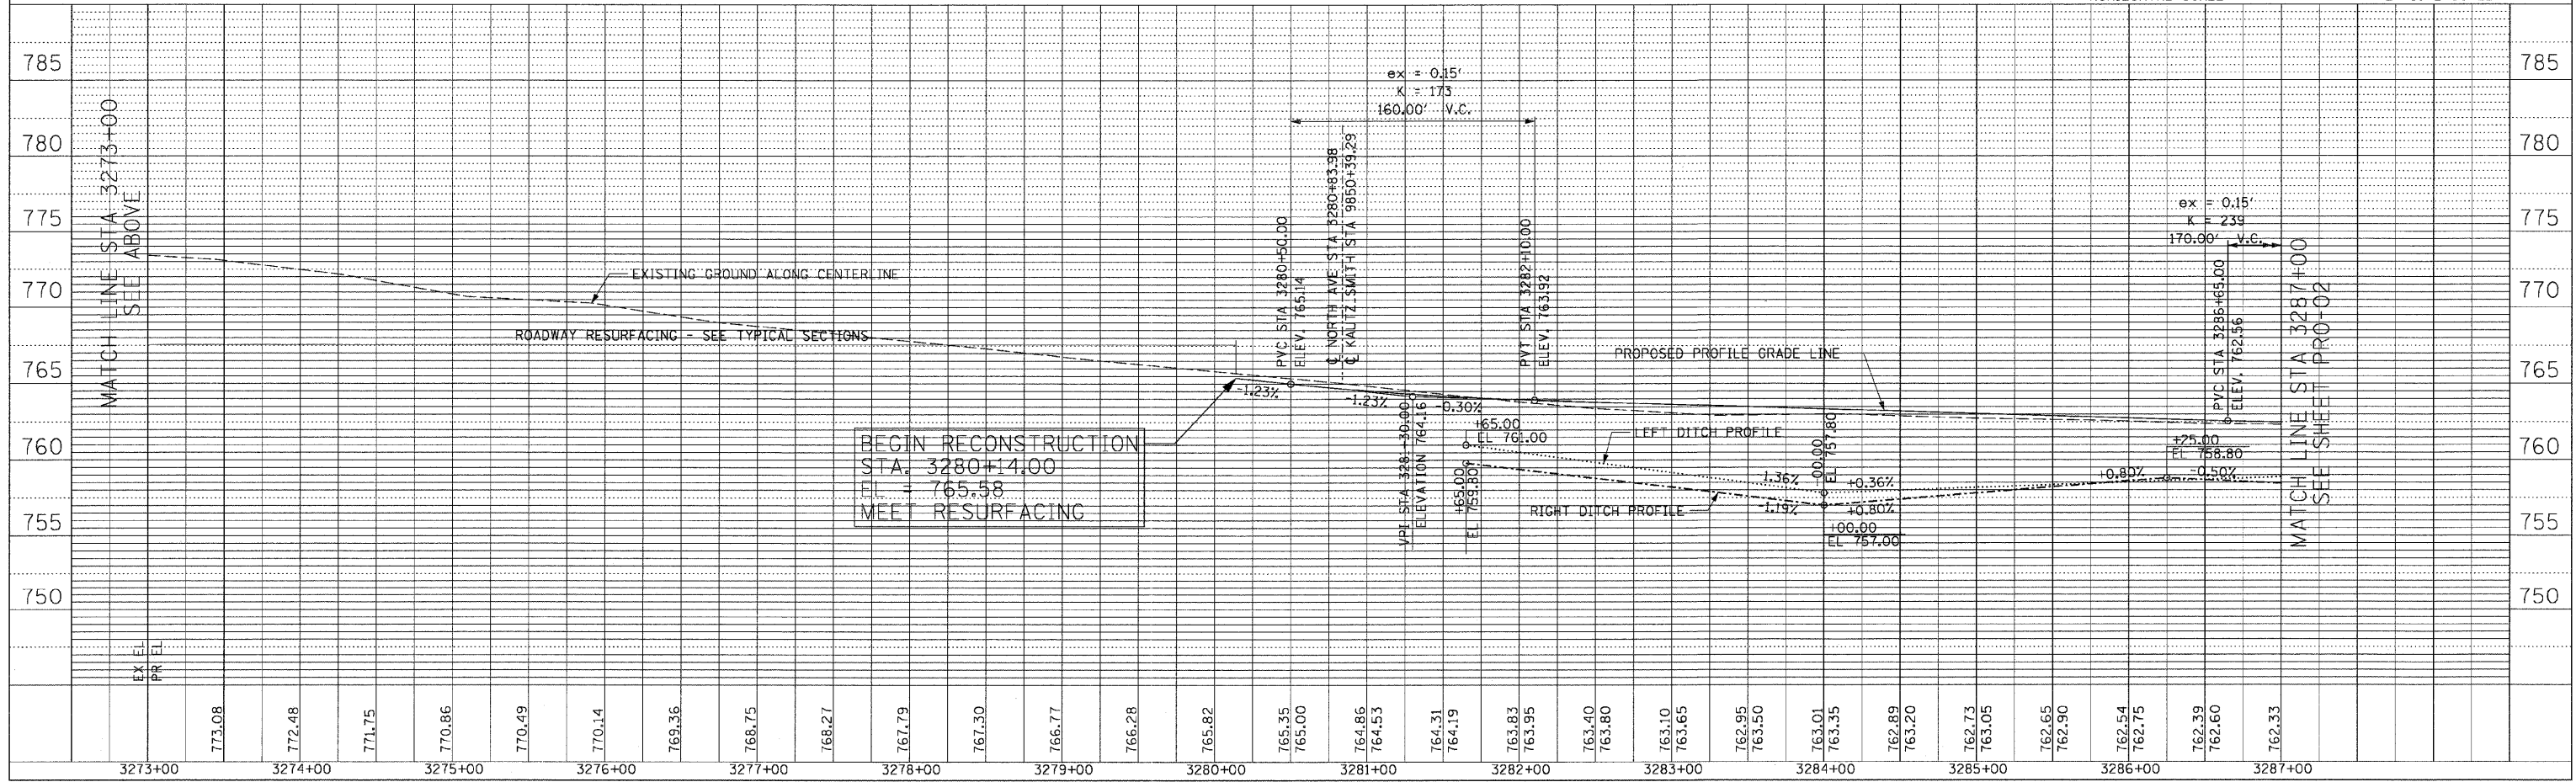 785
785
780
780
775
775
770
770
765
765
760
760
755
755
750
750
MATCH LINE STA 3273+00
SEE ABOVE
EXISTING GROUND ALONG CENTERLINE
ROADWAY RESURFACING - SEE TYPICAL SECTIONS
BEGIN RECONSTRUCTION
STA. 3280+14.00
EL = 765.58
MEET RESURFACING
-1.23%
PVC STA 3280+50.00
ELEV. 765.14
ex = 0.15'
K = 173
160.00' V.C.
℄ NORTH AVE STA 3280+83.98
℄ KALTZ SMITH STA 9850+39.29
-1.23%
-0.30%
VPI STA 3281+30.00
ELEVATION 764.16
PVT STA 3282+10.00
ELEV. 763.92
+65.00
EL 761.00
+65.00
EL 759.80
LEFT DITCH PROFILE
RIGHT DITCH PROFILE
-1.36%
-1.19%
+00.00
EL 757.80
+0.36%
+0.80%
+00.00
EL 757.00
PROPOSED PROFILE GRADE LINE
+0.80%
+25.00
EL 758.80
-0.50%
ex = 0.15'
K = 239
170.00' V.C.
PVC STA 3286+65.00
ELEV. 762.56
MATCH LINE STA 3287+00
SEE SHEET PRO-02
EX EL
PR EL
773.08
772.48
771.75
770.86
770.49
770.14
769.36
768.75
768.27
767.79
767.30
766.77
766.28
765.82
765.35
765.00
764.86
764.53
764.31
764.19
763.83
763.95
763.40
763.80
763.10
763.65
762.95
763.50
763.01
763.35
762.89
763.20
762.73
763.05
762.65
762.90
762.54
762.75
762.39
762.60
762.33
3273+00
3274+00
3275+00
3276+00
3277+00
3278+00
3279+00
3280+00
3281+00
3282+00
3283+00
3284+00
3285+00
3286+00
3287+00